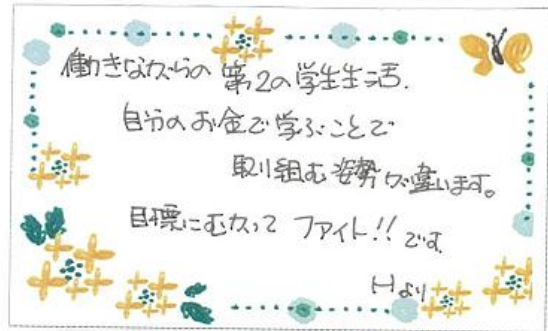 働きながらの第2の学生生活.
自分のお金で学ぶことで
取り組む姿勢が違います。
目標にむかって ファイト!! です
Hより